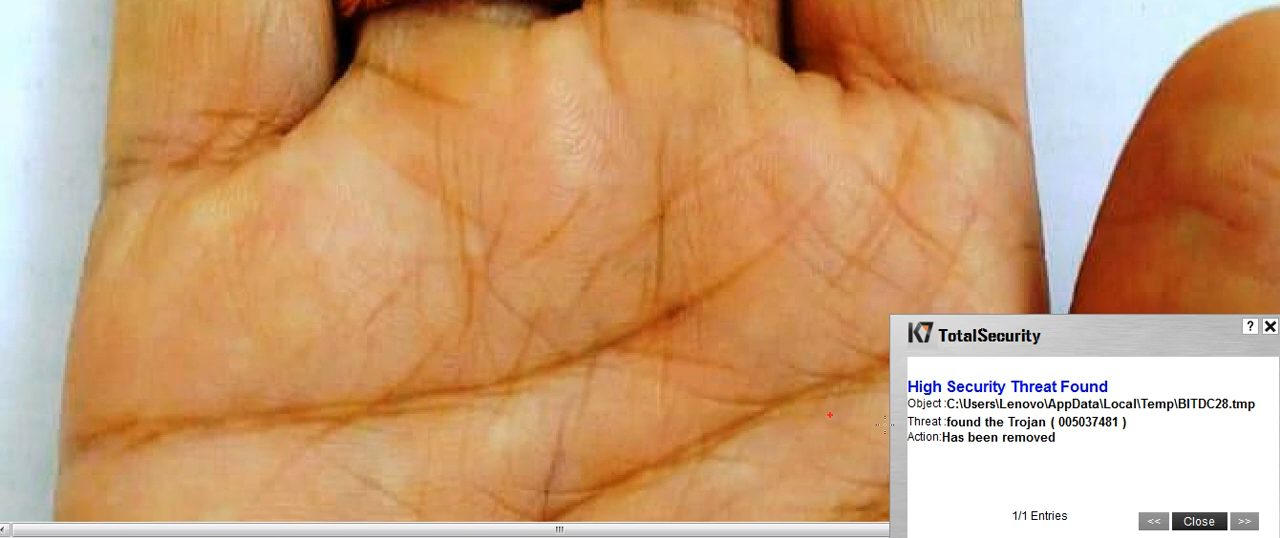 K7 TotalSecurity
? X
High Security Threat Found
Object :C:\Users\Lenovo\AppData\Local\Temp\BITDC28.tmp
Threat :found the Trojan ( 005037481 )
Action:Has been removed
1/1 Entries
<< Close >>